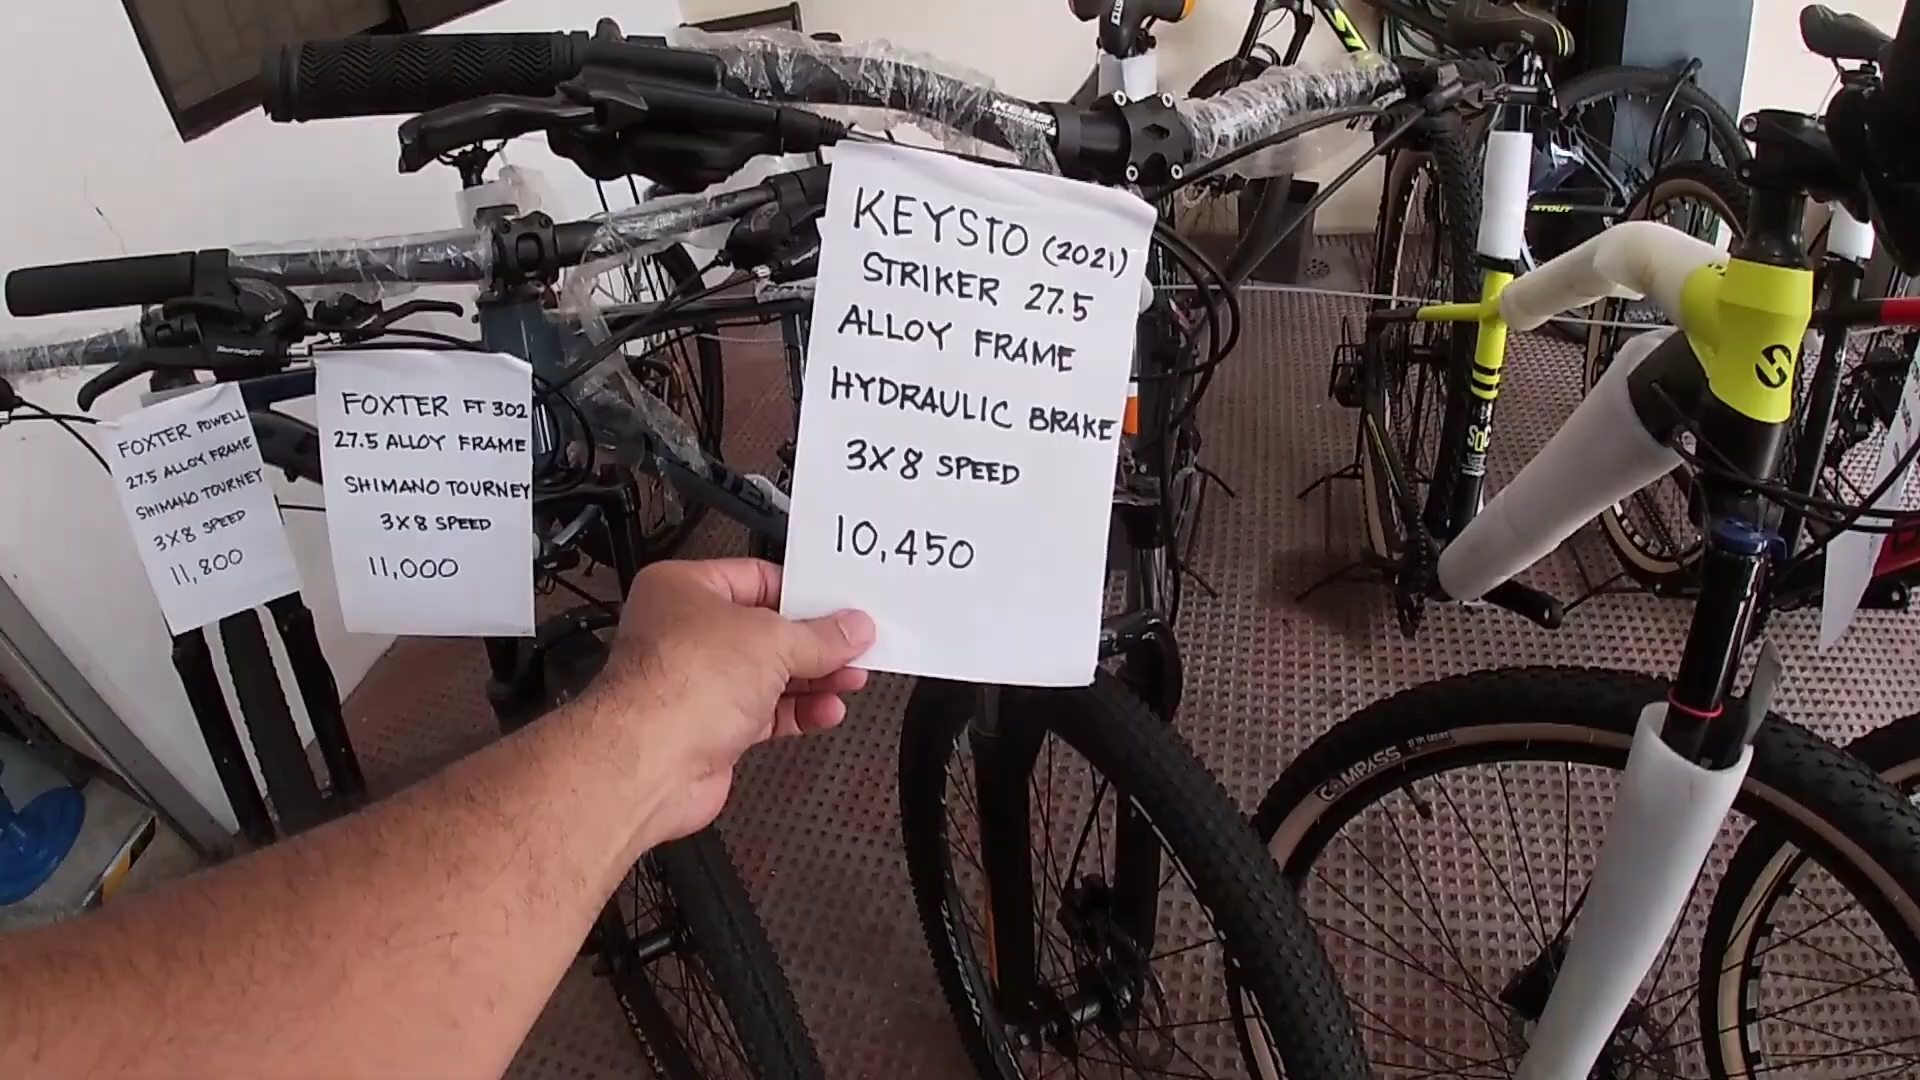 FOXTER POWELL
27.5 ALLOY FRAME
SHIMANO TOURNEY
3X8 SPEED
11,800
FOXTER FT 302
27.5 ALLOY FRAME
SHIMANO TOURNEY
3X8 SPEED
11,000
KEYSTO (2021)
STRIKER 27.5
ALLOY FRAME
HYDRAULIC BRAKE
3X8 SPEED
10,450
STOUT
COMPASS